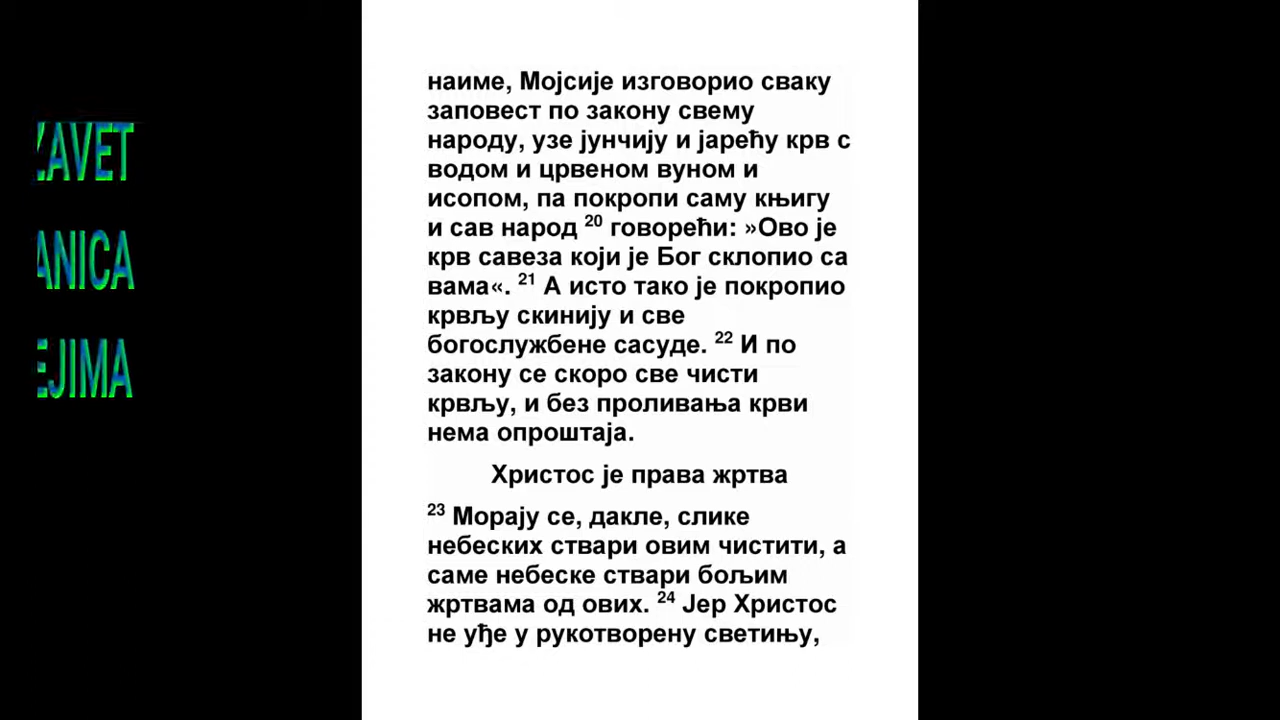 ZAVET
ANICA
EJIMA
наиме, Мојсије изговорио сваку
заповест по закону свему
народу, узе јунчију и јарећу крв с
водом и црвеном вуном и
исопом, па покропи саму књигу
и сав народ 20 говорећи: »Ово је
крв савеза који је Бог склопио са
вама«. 21 А исто тако је покропио
крвљу скинију и све
богослужбене сасуде. 22 И по
закону се скоро све чисти
крвљу, и без проливања крви
нема опроштаја.
Христос је права жртва
23 Морају се, дакле, слике
небеских ствари овим чистити, а
саме небеске ствари бољим
жртвама од ових. 24 Јер Христос
не уђе у рукотворену светињу,